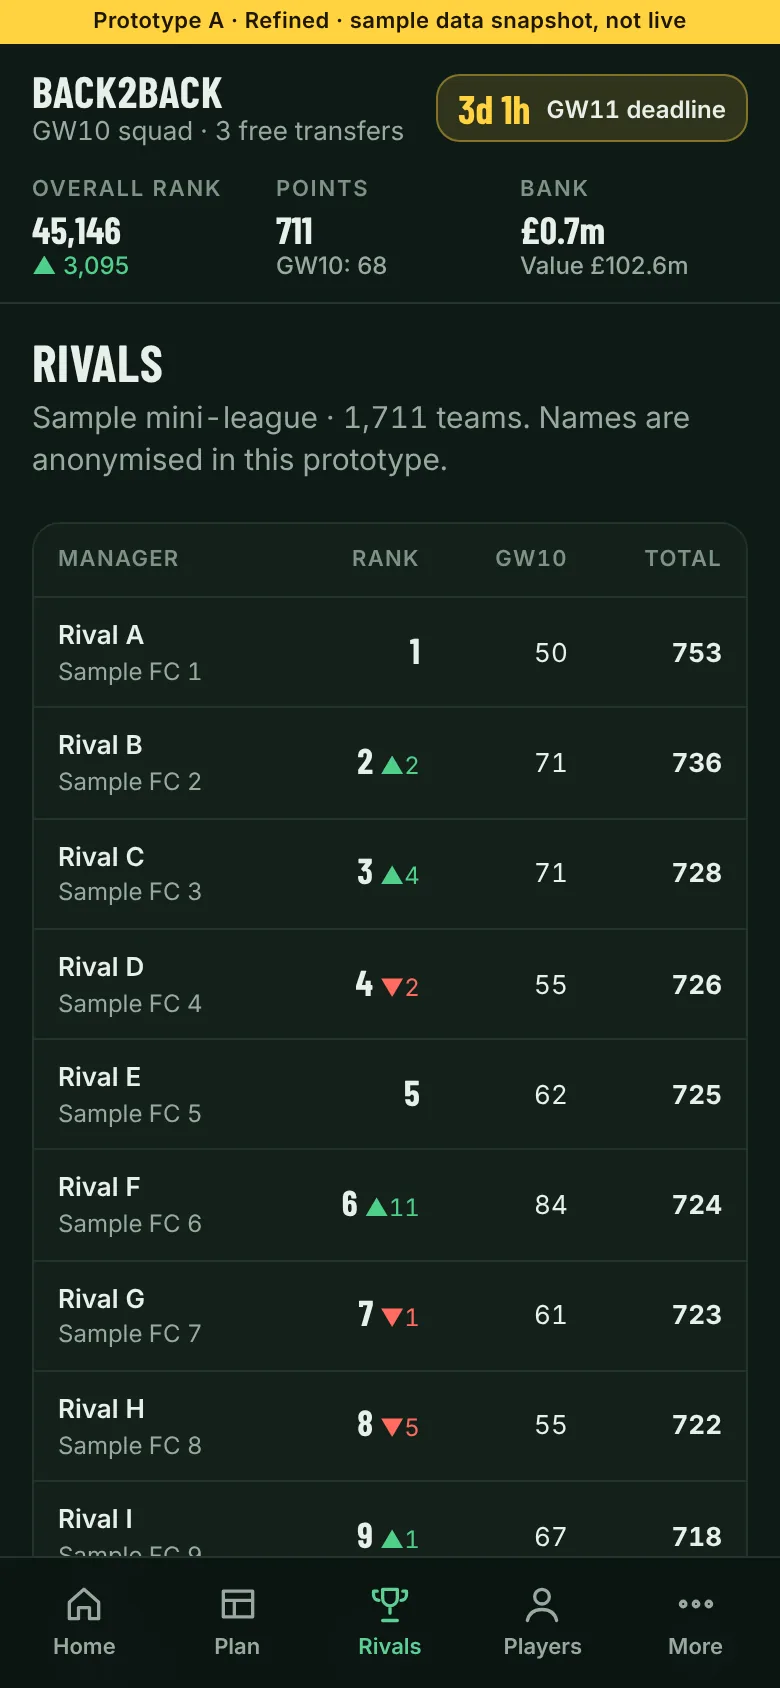 Prototype A · Refined · sample data snapshot, not live
BACK2BACK
GW10 squad · 3 free transfers
3d 1h GW11 deadline
OVERALL RANK POINTS BANK
45,146 711 £0.7m
▲ 3,095 GW10: 68 Value £102.6m
RIVALS
Sample mini-league · 1,711 teams. Names are
anonymised in this prototype.
MANAGER RANK GW10 TOTAL
Rival A
Sample FC 1
1 50 753
Rival B
Sample FC 2
2 ▲2 71 736
Rival C
Sample FC 3
3 ▲4 71 728
Rival D
Sample FC 4
4 ▼2 55 726
Rival E
Sample FC 5
5 62 725
Rival F
Sample FC 6
6 ▲11 84 724
Rival G
Sample FC 7
7 ▼1 61 723
Rival H
Sample FC 8
8 ▼5 55 722
Rival I
Sample FC 9
9 ▲1 67 718
Home Plan Rivals Players More